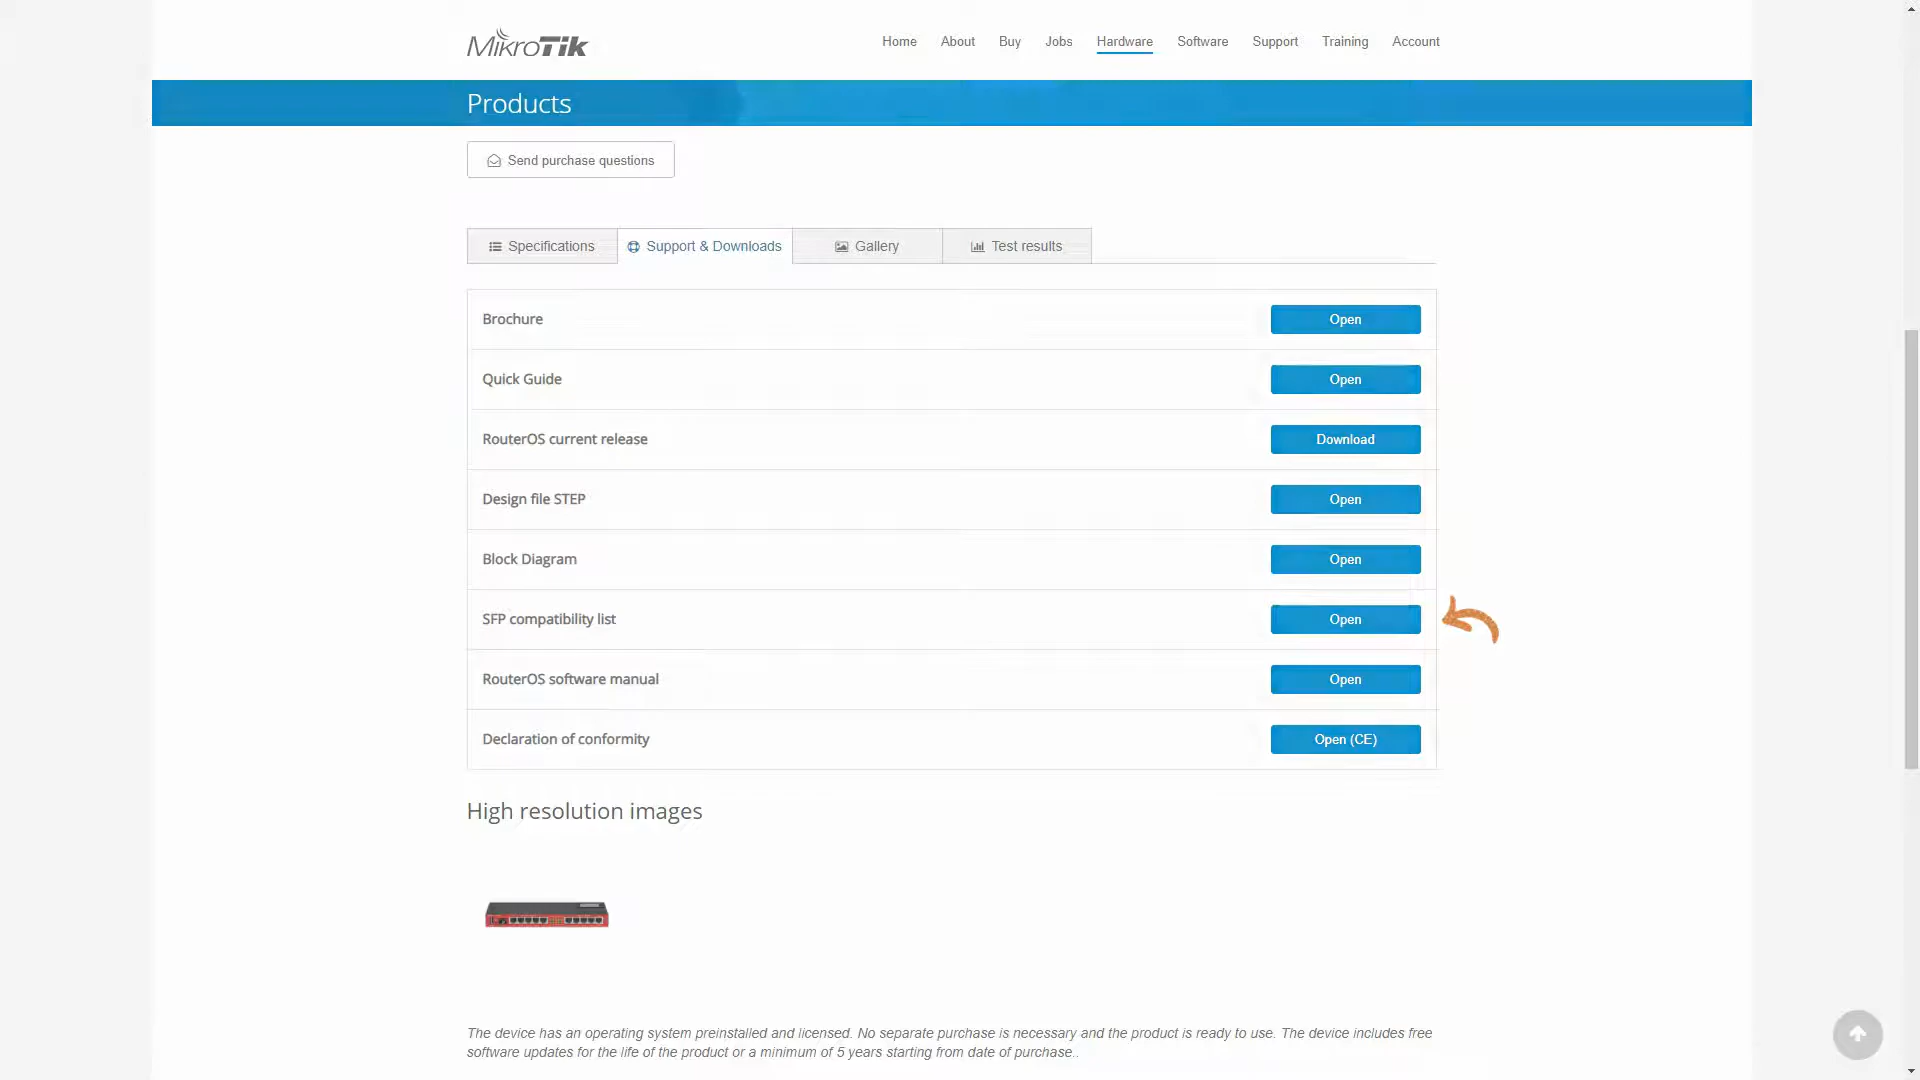 MikroTik
Home About Buy Jobs Hardware Software Support Training Account
Products
Send purchase questions
Specifications Support & Downloads Gallery Test results
Brochure Open
Quick Guide Open
RouterOS current release Download
Design file STEP Open
Block Diagram Open
SFP compatibility list Open
RouterOS software manual Open
Declaration of conformity Open (CE)
High resolution images
The device has an operating system preinstalled and licensed. No separate purchase is necessary and the product is ready to use. The device includes free
software updates for the life of the product or a minimum of 5 years starting from date of purchase..